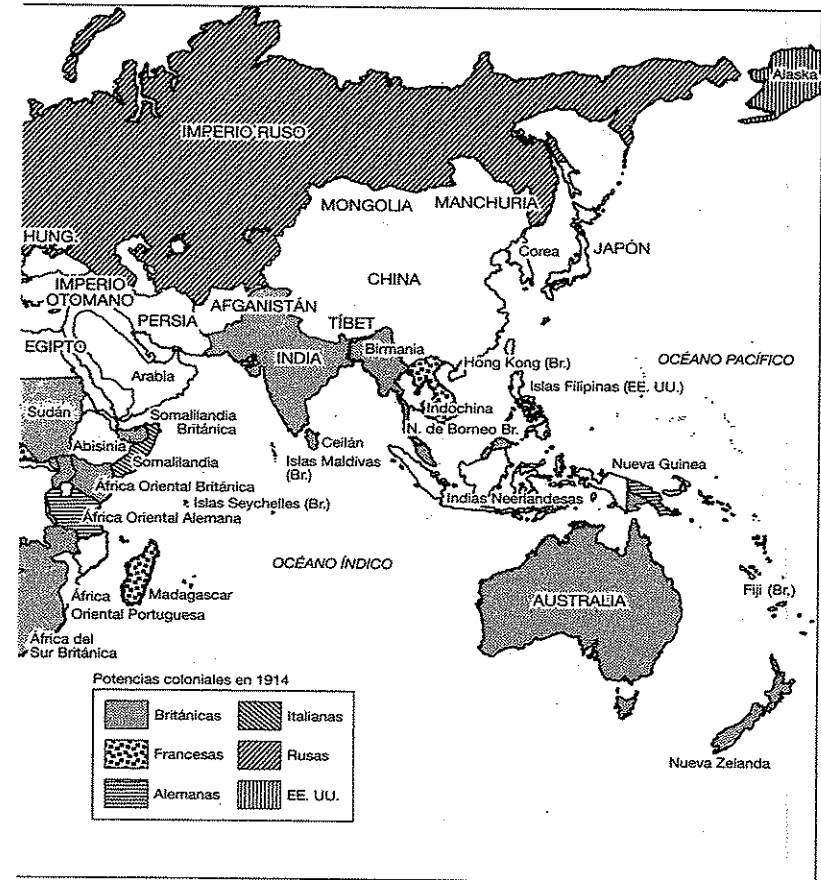 Alaska
IMPERIO RUSO
MONGOLIA
MANCHURIA
HUNG.
Corea
JAPÓN
IMPERIO
OTOMANO
CHINA
PERSIA
AFGANISTÁN
TÍBET
EGIPTO
INDIA
Birmania
Arabia
Hong Kong (Br.)
OCÉANO PACÍFICO
Islas Filipinas (EE. UU.)
Sudán
Somalilandia
Británica
Indochina
N. de Borneo Br.
Abisinia
Ceilán
Somalilandia
Islas Maldivas
(Br.)
Nueva Guinea
África Oriental Británica
Islas Seychelles (Br.)
Indias Neerlandesas
África Oriental Alemana
OCÉANO ÍNDICO
Madagascar
África
Oriental Portuguesa
AUSTRALIA
Fiji (Br.)
África del
Sur Británica
Nueva Zelanda
Potencias coloniales en 1914
Británicas
Italianas
Francesas
Rusas
Alemanas
EE. UU.